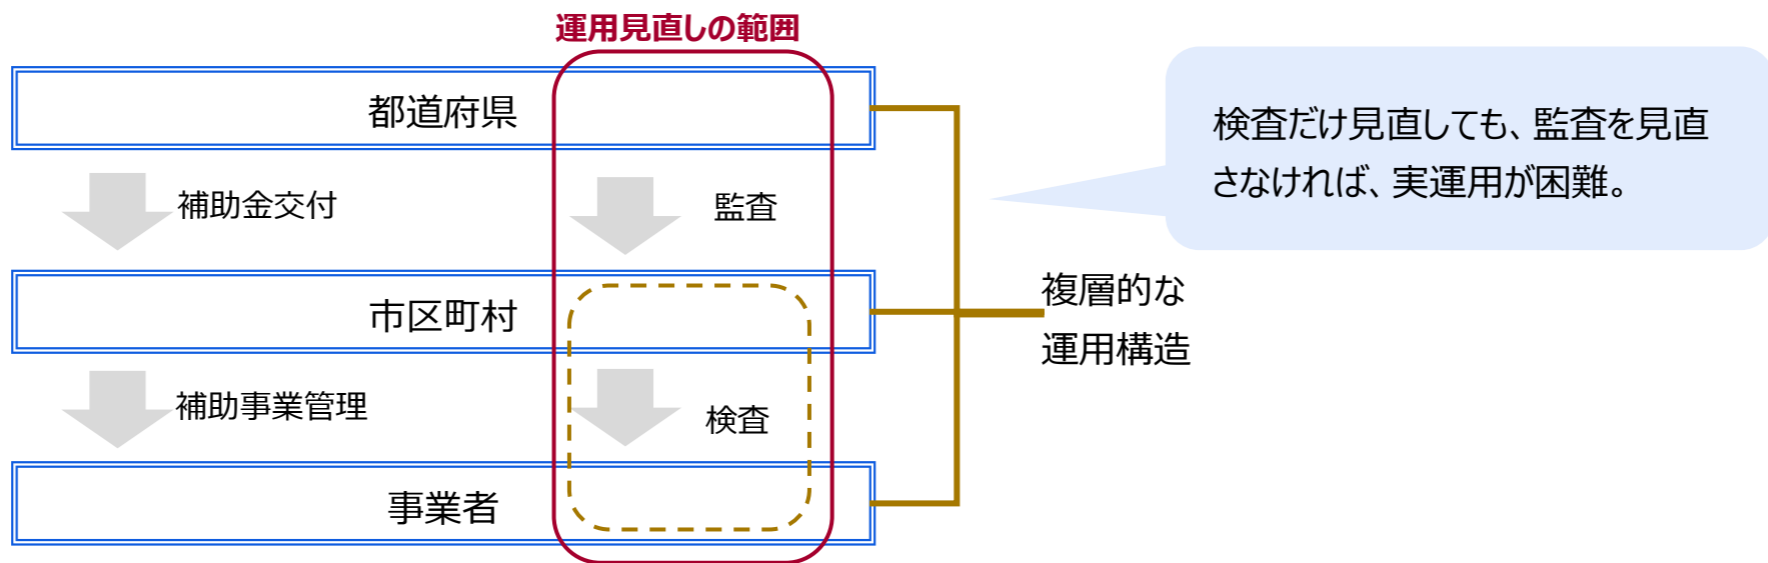 運用見直しの範囲
都道府県
検査だけ見直しても、監査を見直
さなければ、実運用が困難。
補助金交付
監査
市区町村
複層的な
運用構造
補助事業管理
検査
事業者